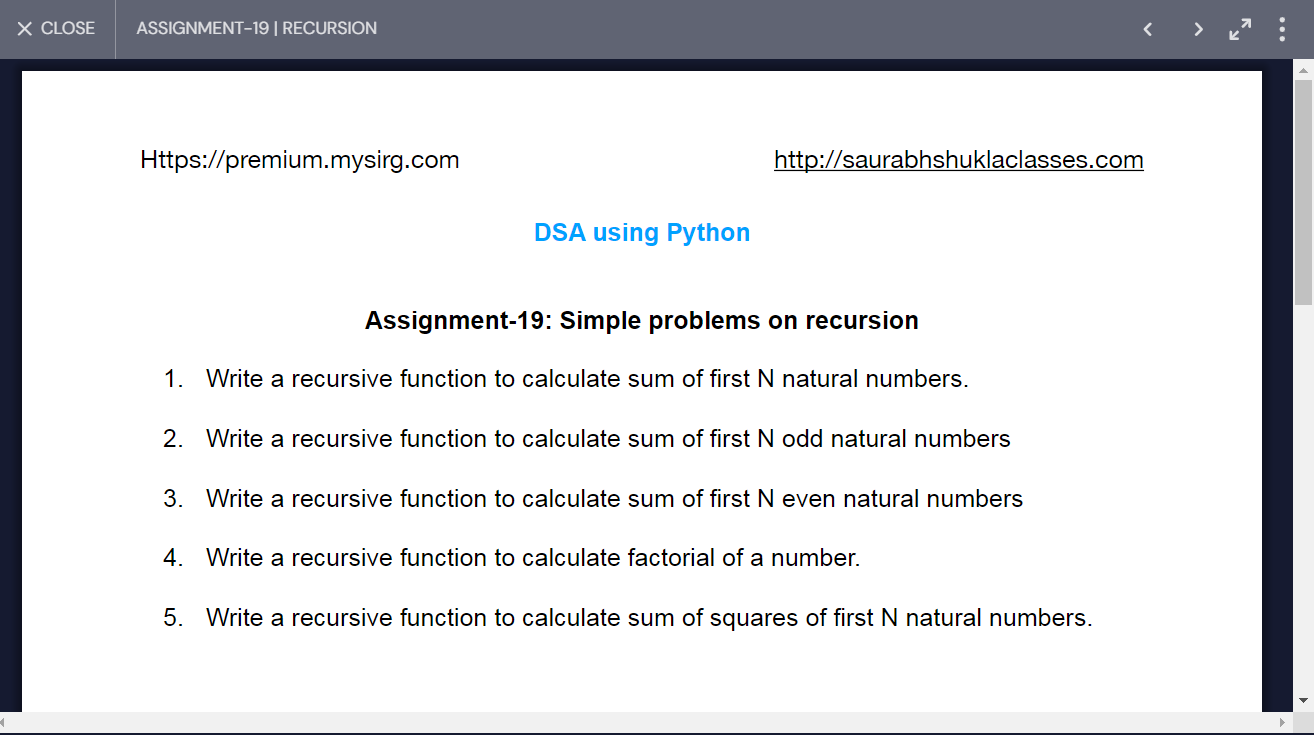 CLOSE
ASSIGNMENT-19 | RECURSION
Https://premium.mysirg.com
http://saurabhshuklaclasses.com
DSA using Python
Assignment-19: Simple problems on recursion
1. Write a recursive function to calculate sum of first N natural numbers.
2. Write a recursive function to calculate sum of first N odd natural numbers
3. Write a recursive function to calculate sum of first N even natural numbers
4. Write a recursive function to calculate factorial of a number.
5. Write a recursive function to calculate sum of squares of first N natural numbers.